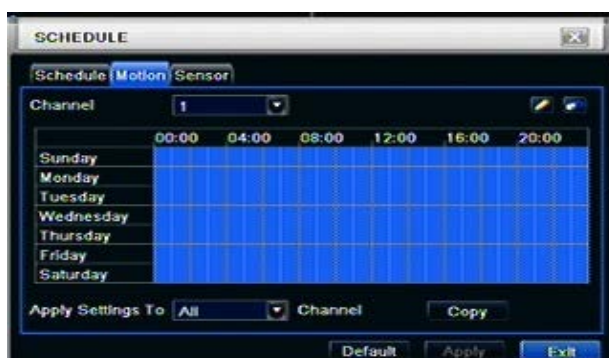 SCHEDULE
Schedule Motion Sensor
Channel 1
00:00 04:00 08:00 12:00 16:00 20:00
Sunday
Monday
Tuesday
Wednesday
Thursday
Friday
Saturday
Apply Settings To All Channel Copy
Default Apply Exit